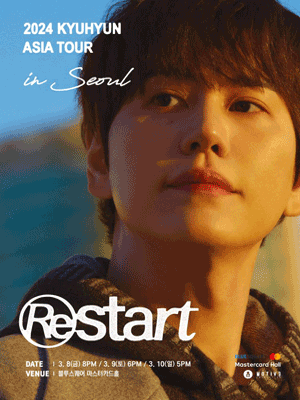 2024 KYUHYUN
ASIA TOUR
in Seoul
Restart
DATE | 3. 8(금) 8PM / 3. 9(토) 6PM / 3. 10(일) 5PM
VENUE | 블루스퀘어 마스터카드홀
Mastercard Hall